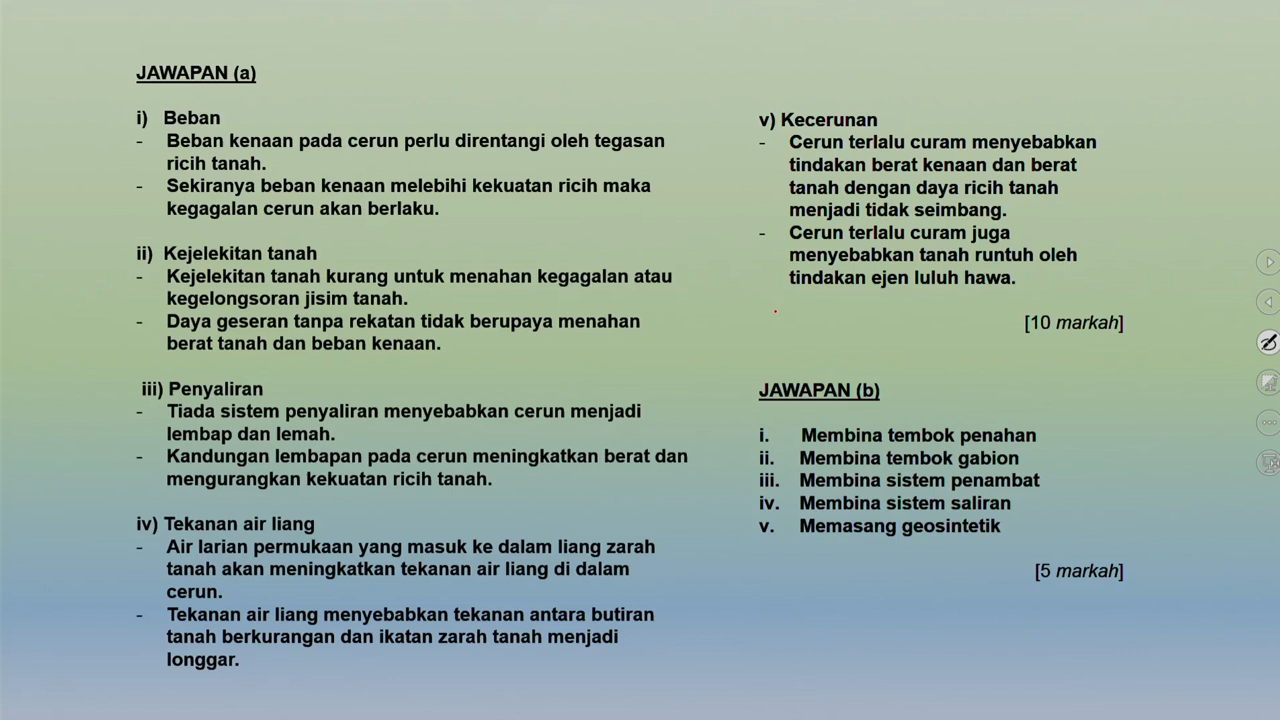 JAWAPAN (a)
i) Beban
- Beban kenaan pada cerun perlu direntangi oleh tegasan
ricih tanah.
- Sekiranya beban kenaan melebihi kekuatan ricih maka
kegagalan cerun akan berlaku.
ii) Kejelekitan tanah
- Kejelekitan tanah kurang untuk menahan kegagalan atau
kegelongsoran jisim tanah.
- Daya geseran tanpa rekatan tidak berupaya menahan
berat tanah dan beban kenaan.
iii) Penyaliran
- Tiada sistem penyaliran menyebabkan cerun menjadi
lembap dan lemah.
- Kandungan lembapan pada cerun meningkatkan berat dan
mengurangkan kekuatan ricih tanah.
iv) Tekanan air liang
- Air larian permukaan yang masuk ke dalam liang zarah
tanah akan meningkatkan tekanan air liang di dalam
cerun.
- Tekanan air liang menyebabkan tekanan antara butiran
tanah berkurangan dan ikatan zarah tanah menjadi
longgar.
v) Kecerunan
- Cerun terlalu curam menyebabkan
tindakan berat kenaan dan berat
tanah dengan daya ricih tanah
menjadi tidak seimbang.
- Cerun terlalu curam juga
menyebabkan tanah runtuh oleh
tindakan ejen luluh hawa.
[10 markah]
JAWAPAN (b)
i. Membina tembok penahan
ii. Membina tembok gabion
iii. Membina sistem penambat
iv. Membina sistem saliran
v. Memasang geosintetik
[5 markah]